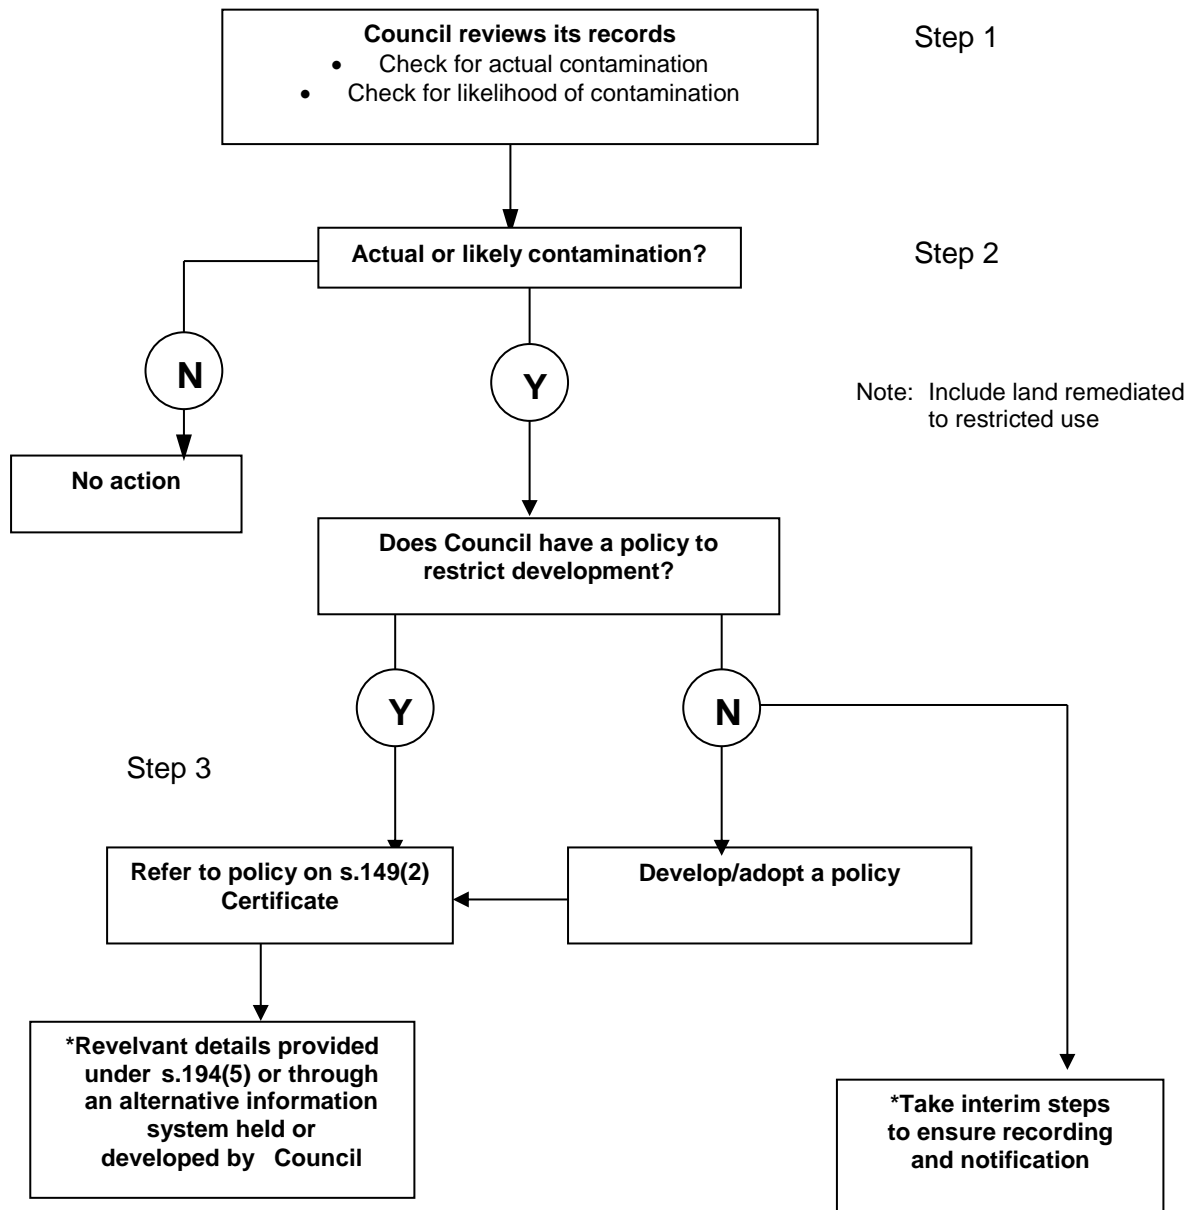 Council reviews its records
• Check for actual contamination
• Check for likelihood of contamination
Step 1
Actual or likely contamination?
Step 2
N
Y
Note: Include land remediated
to restricted use
No action
Does Council have a policy to
restrict development?
Y
N
Step 3
Refer to policy on s.149(2)
Certificate
Develop/adopt a policy
*Revelvant details provided
under s.194(5) or through
an alternative information
system held or
developed by Council
*Take interim steps
to ensure recording
and notification